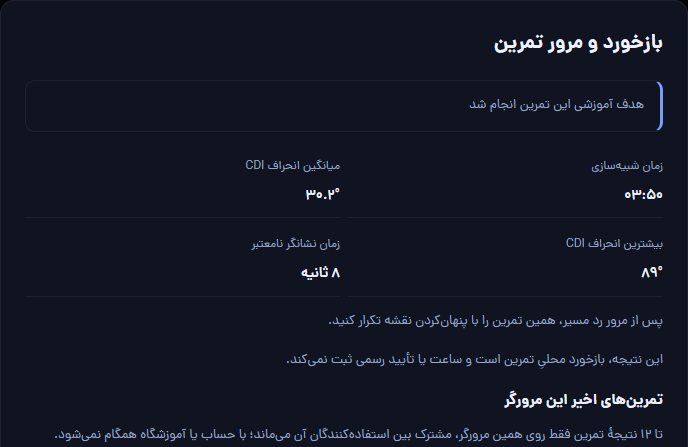 بازخورد و مرور تمرین
هدف آموزشی این تمرین انجام شد
زمان شبیه‌سازی
۰۳:۵۰
میانگین انحراف CDI
۳۰.۲°
بیشترین انحراف CDI
۸۹°
زمان نشانگر نامعتبر
۸ ثانیه
پس از مرور رد مسیر، همین تمرین را با پنهان‌کردن نقشه تکرار کنید.
این نتیجه، بازخورد محلیِ تمرین است و ساعت یا تأیید رسمی ثبت نمی‌کند.
تمرین‌های اخیر این مرورگر
تا ۱۲ نتیجهٔ تمرین فقط روی همین مرورگر، مشترک بین استفاده‌کنندگان آن می‌ماند؛ با حساب یا آموزشگاه همگام نمی‌شود.